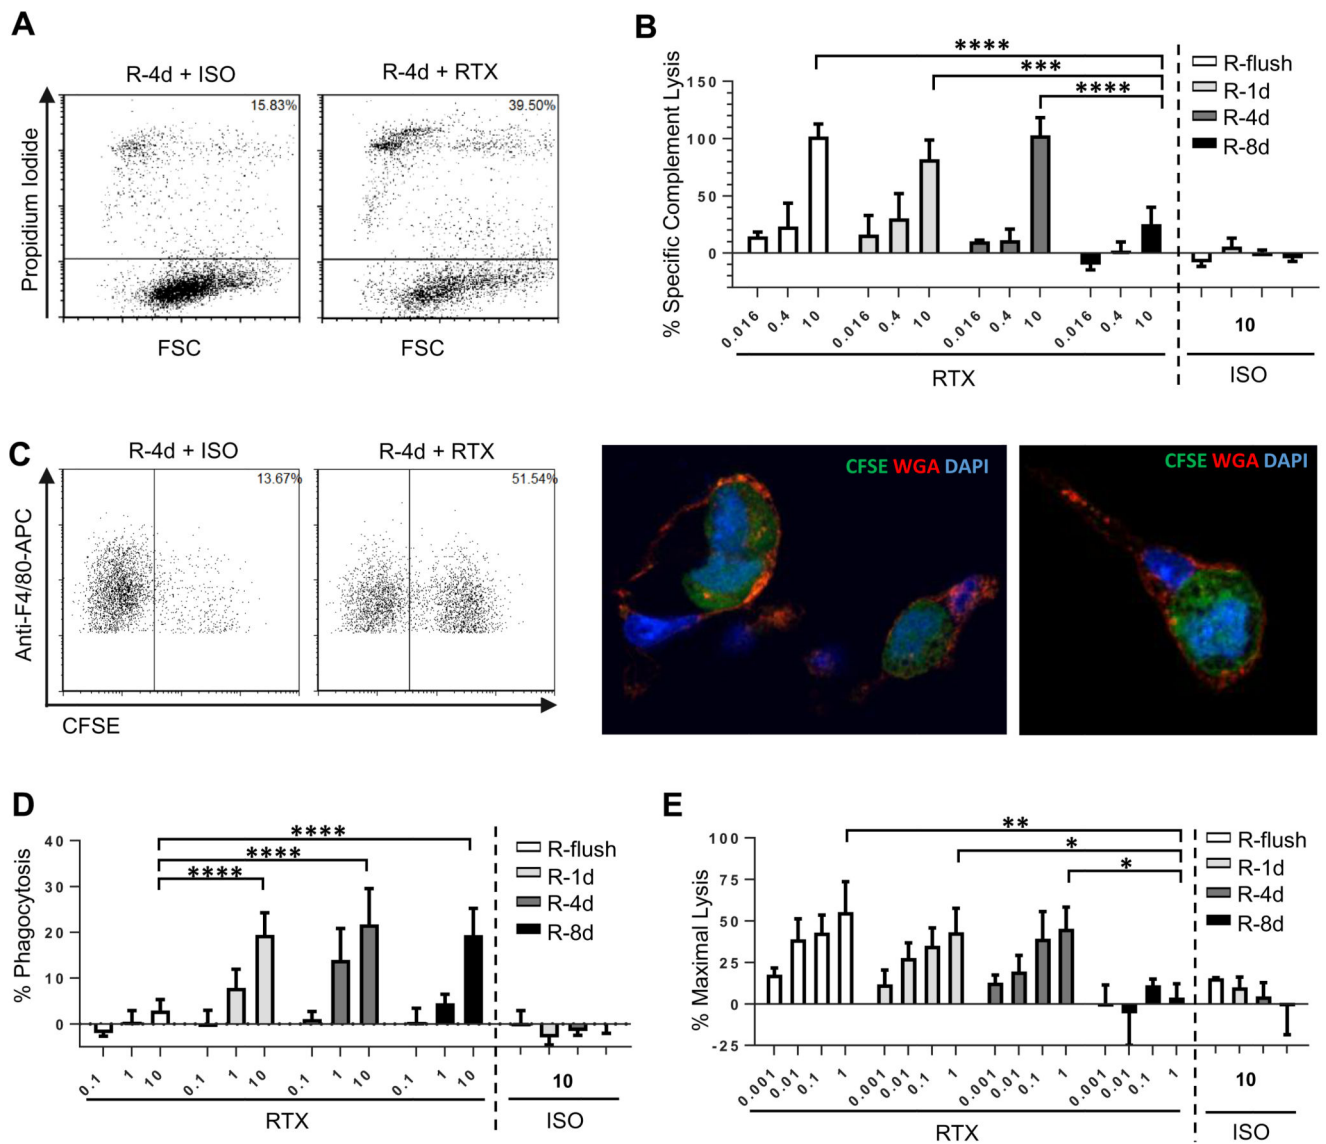 A
R-4d + ISO
R-4d + RTX
15.83%
39.50%
Propidium Iodide
FSC
FSC
B
% Specific Complement Lysis
****
***
****
150
100
50
0
0.016 0.4 10 0.016 0.4 10 0.016 0.4 10 0.016 0.4 10
10
RTX
ISO
R-flush
R-1d
R-4d
R-8d
C
R-4d + ISO
R-4d + RTX
13.67%
51.54%
Anti-F4/80-APC
CFSE
CFSE WGA DAPI
CFSE WGA DAPI
D
% Phagocytosis
****
****
****
40
30
20
10
0
0.1 1 10 0.1 1 10 0.1 1 10 0.1 1 10
10
RTX
ISO
R-flush
R-1d
R-4d
R-8d
E
% Maximal Lysis
**
*
*
100
75
50
25
0
-25
0.001 0.01 0.1 1 0.001 0.01 0.1 1 0.001 0.01 0.1 1 0.001 0.01 0.1 1
10
RTX
ISO
R-flush
R-1d
R-4d
R-8d